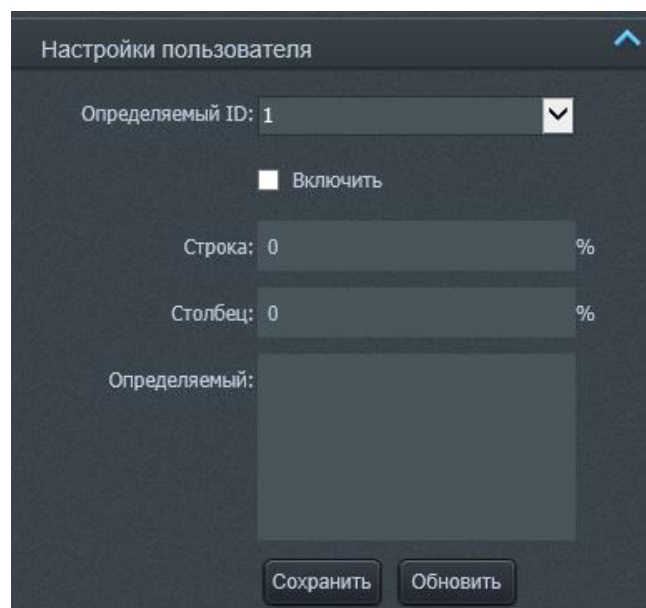 Настройки пользователя
Определяемый ID: 1
Включить
Строка: 0 %
Столбец: 0 %
Определяемый:
Сохранить Обновить